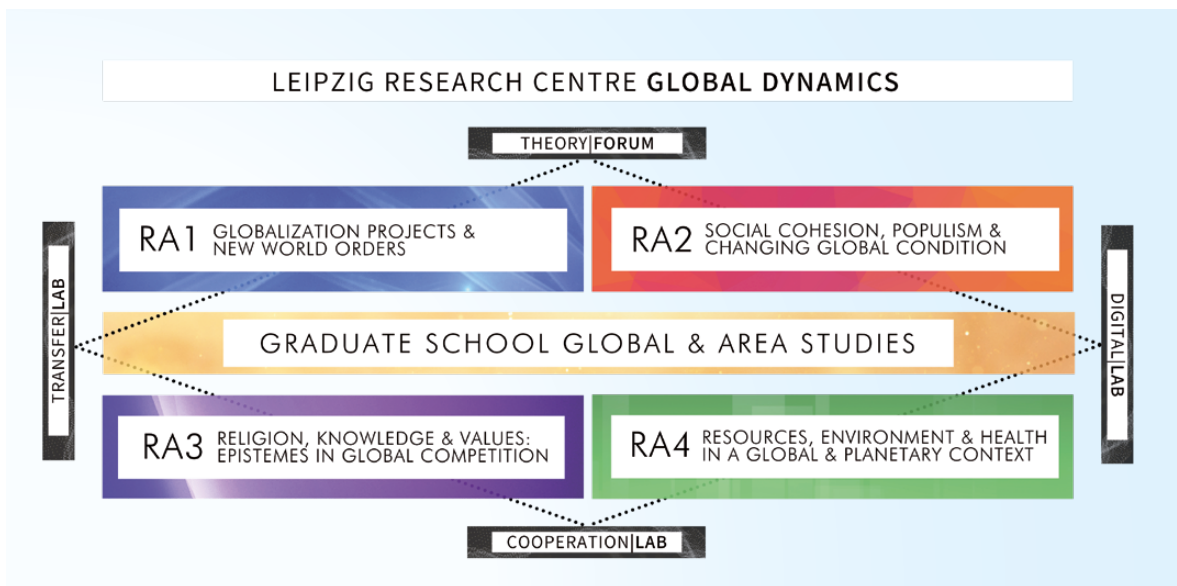 LEIPZIG RESEARCH CENTRE GLOBAL DYNAMICS
THEORY|FORUM
RA1 GLOBALIZATION PROJECTS &
NEW WORLD ORDERS
RA2 SOCIAL COHESION, POPULISM &
CHANGING GLOBAL CONDITION
TRANSFER|LAB
GRADUATE SCHOOL GLOBAL & AREA STUDIES
DIGITAL|LAB
RA3 RELIGION, KNOWLEDGE & VALUES:
EPISTEMES IN GLOBAL COMPETITION
RA4 RESOURCES, ENVIRONMENT & HEALTH
IN A GLOBAL & PLANETARY CONTEXT
COOPERATION|LAB